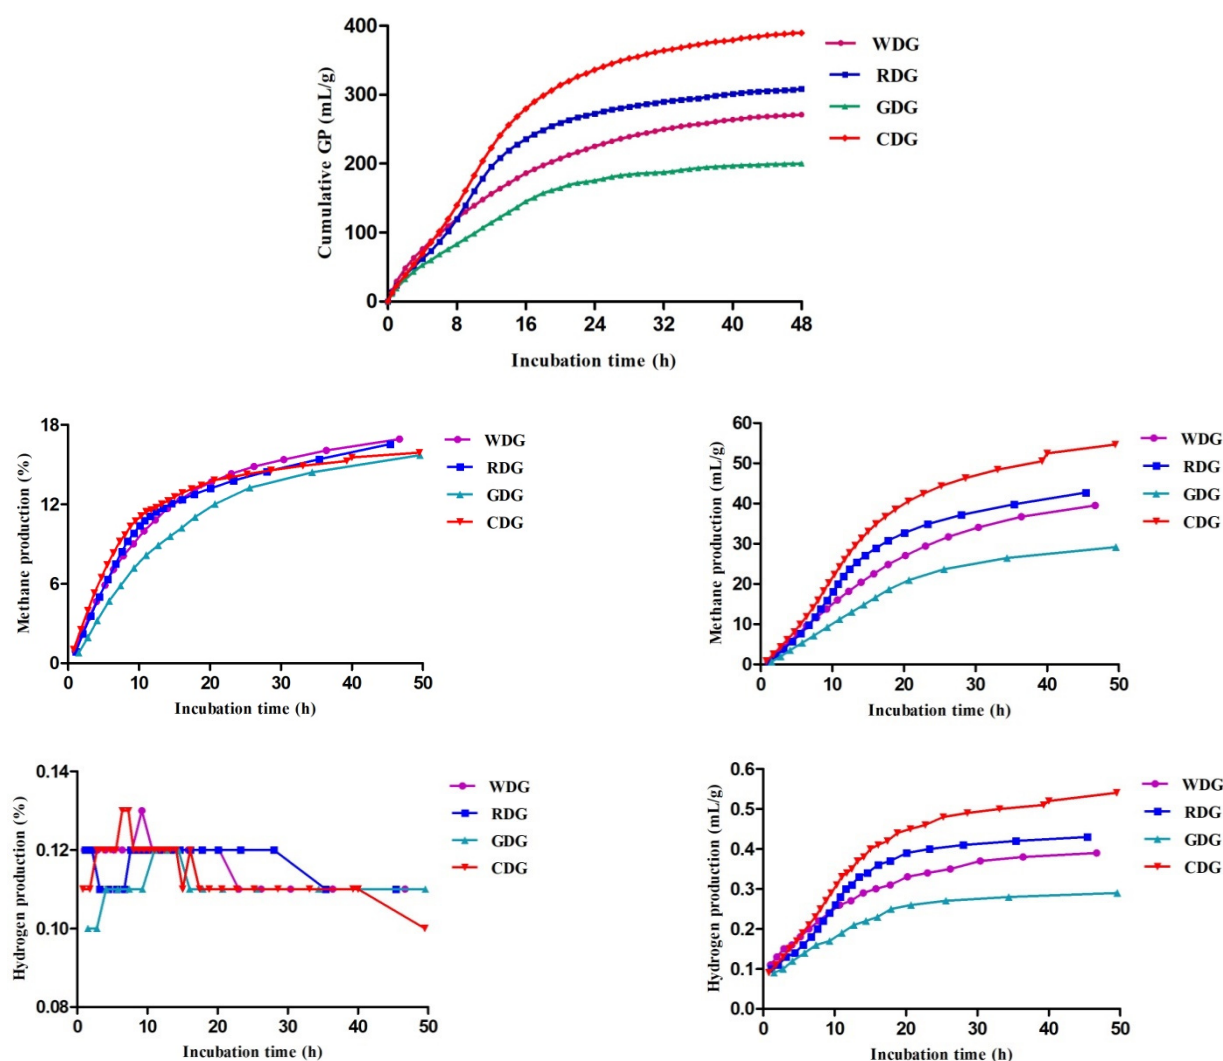 Cumulative GP (mL/g)
400
300
200
100
0
0 8 16 24 32 40 48
Incubation time (h)
WDG
RDG
GDG
CDG
Methane production (%)
18
12
6
0
0 10 20 30 40 50
Incubation time (h)
WDG
RDG
GDG
CDG
Methane production (mL/g)
60
50
40
30
20
10
0
0 10 20 30 40 50
Incubation time (h)
WDG
RDG
GDG
CDG
Hydrogen production (%)
0.14
0.12
0.10
0.08
0 10 20 30 40 50
Incubation time (h)
WDG
RDG
GDG
CDG
Hydrogen production (mL/g)
0.6
0.5
0.4
0.3
0.2
0.1
0.0
0 10 20 30 40 50
Incubation time (h)
WDG
RDG
GDG
CDG